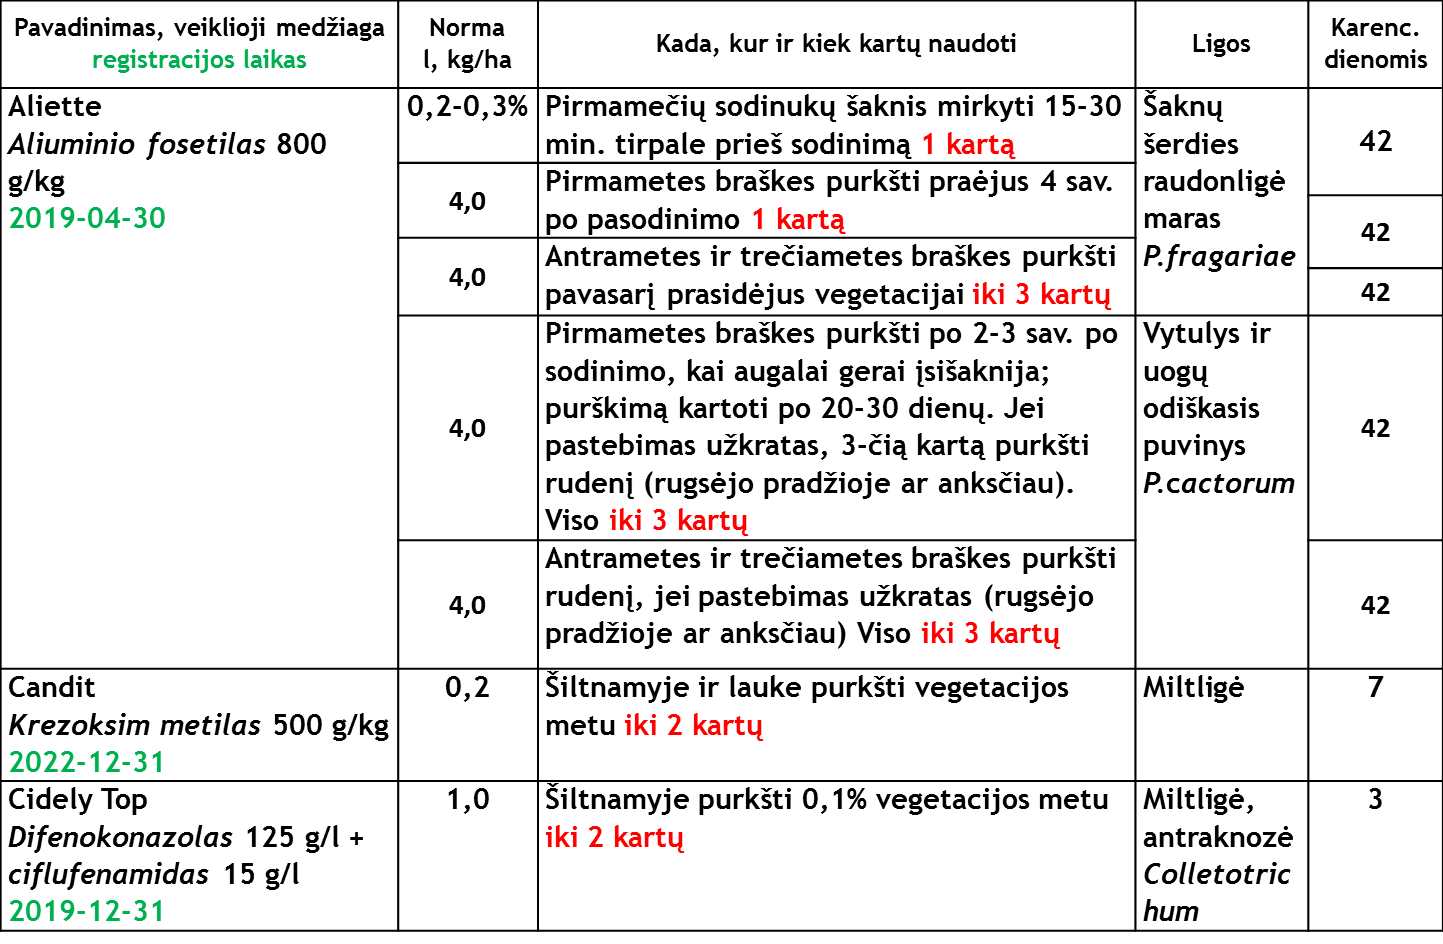 Pavadinimas, veiklioji medžiaga
registracijos laikas
Norma
l, kg/ha
Kada, kur ir kiek kartų naudoti
Ligos
Karenc.
dienomis
Aliette
Aliuminio fosetilas 800
g/kg
2019-04-30
0,2-0,3%
Pirmamečių sodinukų šaknis mirkyti 15-30
min. tirpale prieš sodinimą 1 kartą
Šaknų
šerdies
raudonligė
maras
P.fragariae
42
4,0
Pirmametes braškes purkšti praėjus 4 sav.
po pasodinimo 1 kartą
42
4,0
Antrametes ir trečiametes braškes purkšti
pavasarį prasidėjus vegetacijai iki 3 kartų
42
4,0
Pirmametes braškes purkšti po 2-3 sav. po
sodinimo, kai augalai gerai įsišaknija;
purškimą kartoti po 20-30 dienų. Jei
pastebimas užkratas, 3-čią kartą purkšti
rudenį (rugsėjo pradžioje ar anksčiau).
Viso iki 3 kartų
Vytulys ir
uogų
odiškasis
puvinys
P.cactorum
42
4,0
Antrametes ir trečiametes braškes purkšti
rudenį, jei pastebimas užkratas (rugsėjo
pradžioje ar anksčiau) Viso iki 3 kartų
42
Candit
Krezoksim metilas 500 g/kg
2022-12-31
0,2
Šiltnamyje ir lauke purkšti vegetacijos
metu iki 2 kartų
Miltligė
7
Cidely Top
Difenokonazolas 125 g/l +
ciflufenamidas 15 g/l
2019-12-31
1,0
Šiltnamyje purkšti 0,1% vegetacijos metu
iki 2 kartų
Miltligė,
antraknozė
Colletotric
hum
3